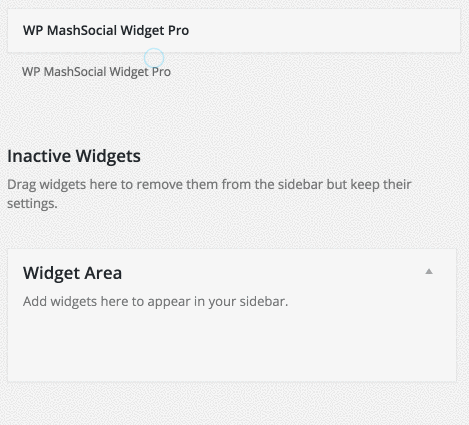 WP MashSocial Widget Pro
WP MashSocial Widget Pro
Inactive Widgets
Drag widgets here to remove them from the sidebar but keep their
settings.
Widget Area
Add widgets here to appear in your sidebar.